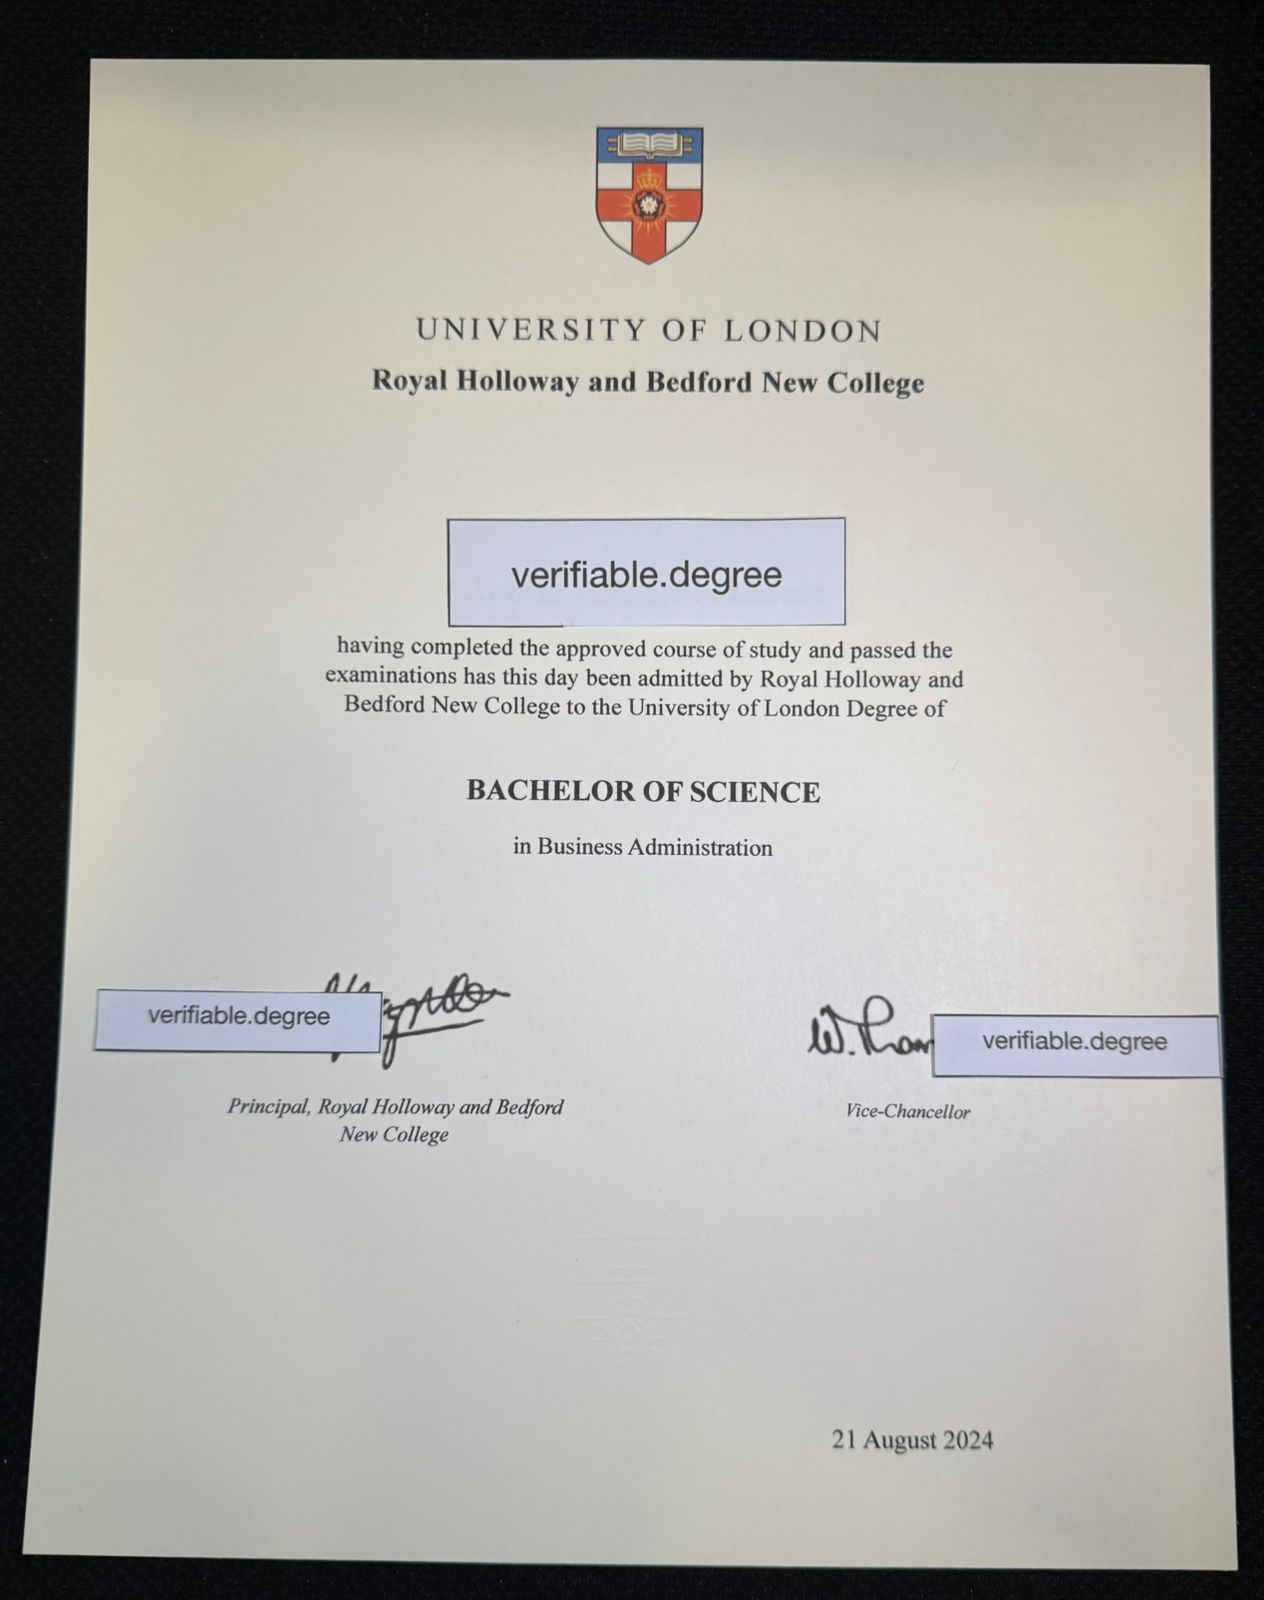 UNIVERSITY OF LONDON
Royal Holloway and Bedford New College
verifiable.degree
having completed the approved course of study and passed the
examinations has this day been admitted by Royal Holloway and
Bedford New College to the University of London Degree of
BACHELOR OF SCIENCE
in Business Administration
verifiable.degree
W. Thom
verifiable.degree
Principal, Royal Holloway and Bedford
New College
Vice-Chancellor
21 August 2024